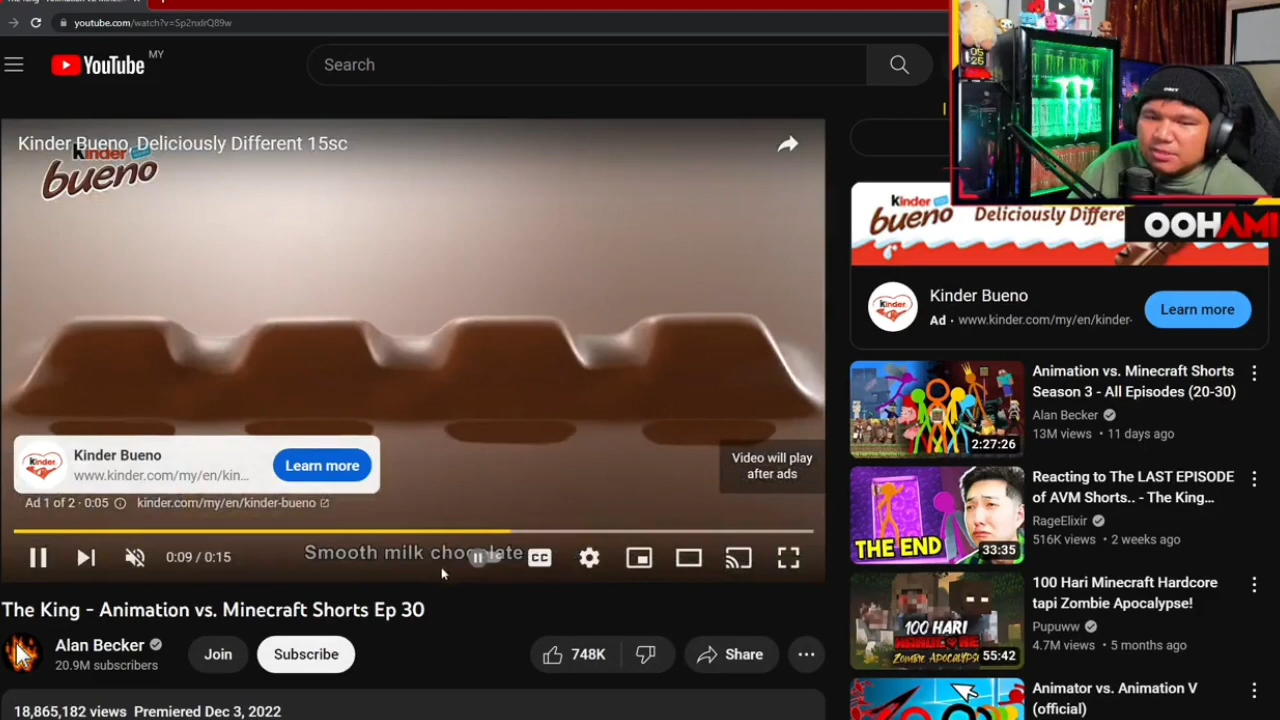 youtube.com/watch?v=Sp2nxlrQ89w
YouTube MY
Search
Kinder Bueno, Deliciously Different 15sc
kinder
bueno
Kinder Bueno
www.kinder.com/my/en/kin...
Learn more
Video will play
after ads
Ad 1 of 2 · 0:05
kinder.com/my/en/kinder-bueno
0:09 / 0:15
Smooth milk chocolate
CC
The King - Animation vs. Minecraft Shorts Ep 30
Alan Becker
20.9M subscribers
Join
Subscribe
748K
Share
18,865,182 views Premiered Dec 3, 2022
OOHAMI
kinder
bueno
Deliciously Differe
kinder
Kinder Bueno
Ad · www.kinder.com/my/en/kinder-
Learn more
2:27:26
Animation vs. Minecraft Shorts
Season 3 - All Episodes (20-30)
Alan Becker
13M views · 11 days ago
THE END
33:35
Reacting to The LAST EPISODE
of AVM Shorts.. - The King...
RageElixir
516K views · 2 weeks ago
100 HARI
HARDCORE
Zombie Apocalypse
55:42
100 Hari Minecraft Hardcore
tapi Zombie Apocalypse!
Pupuww
4.7M views · 5 months ago
Animator vs. Animation V
(official)